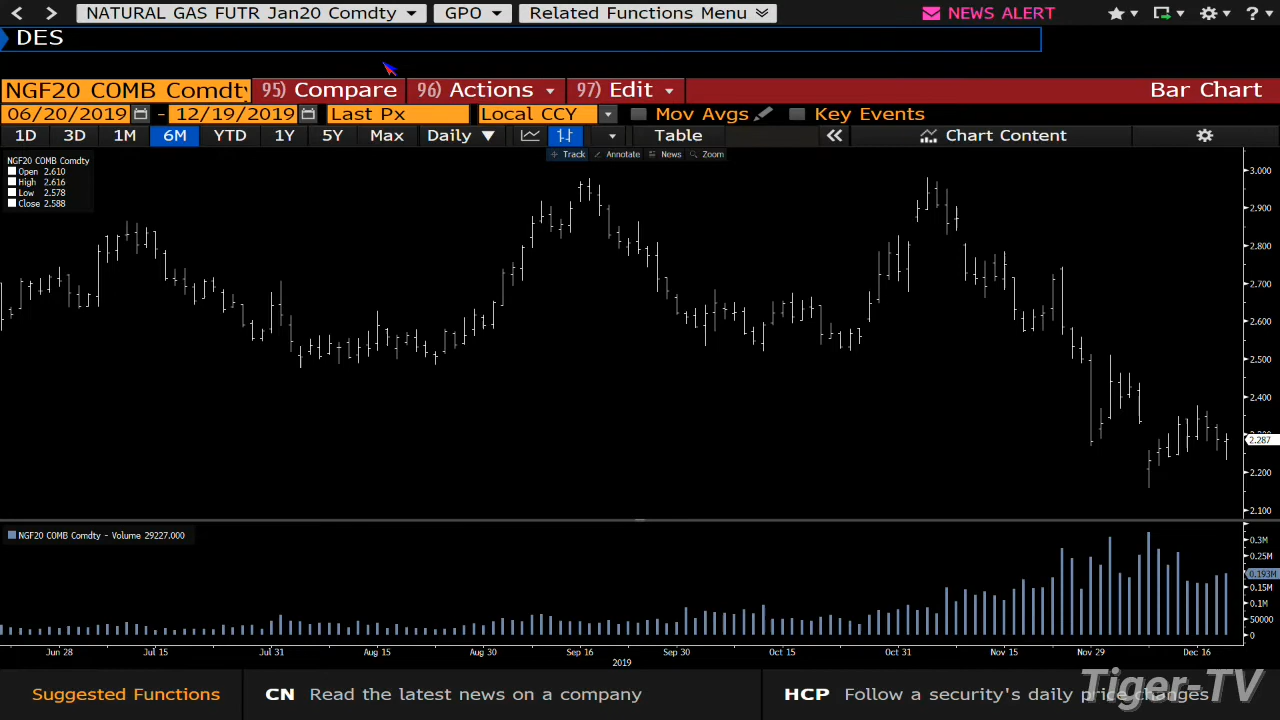 NATURAL GAS FUTR Jan20 Comdty GPO Related Functions Menu NEWS ALERT ?
DES
NGF20 COMB Comdty 95) Compare 96) Actions 97) Edit Bar Chart
06/20/2019 - 12/19/2019 Last Px Local CCY Mov Avgs Key Events
1D 3D 1M 6M YTD 1Y 5Y Max Daily Table Chart Content
Track Annotate News Zoom
NGF20 COMB Comdty
Open 2.610
High 2.616
Low 2.578
Close 2.588
3.000
2.900
2.800
2.700
2.600
2.500
2.400
2.287
2.200
2.100
NGF20 COMB Comdty - Volume 29227.000
0.3M
0.25M
0.193M
0.15M
0.1M
50000
0
Jun 28 Jul 15 Jul 31 Aug 15 Aug 30 Sep 16 Sep 30 Oct 15 Oct 31 Nov 15 Nov 29 Dec 16
2019
Suggested Functions CN Read the latest news on a company HCP Follow a security's daily price changes
Tiger-TV